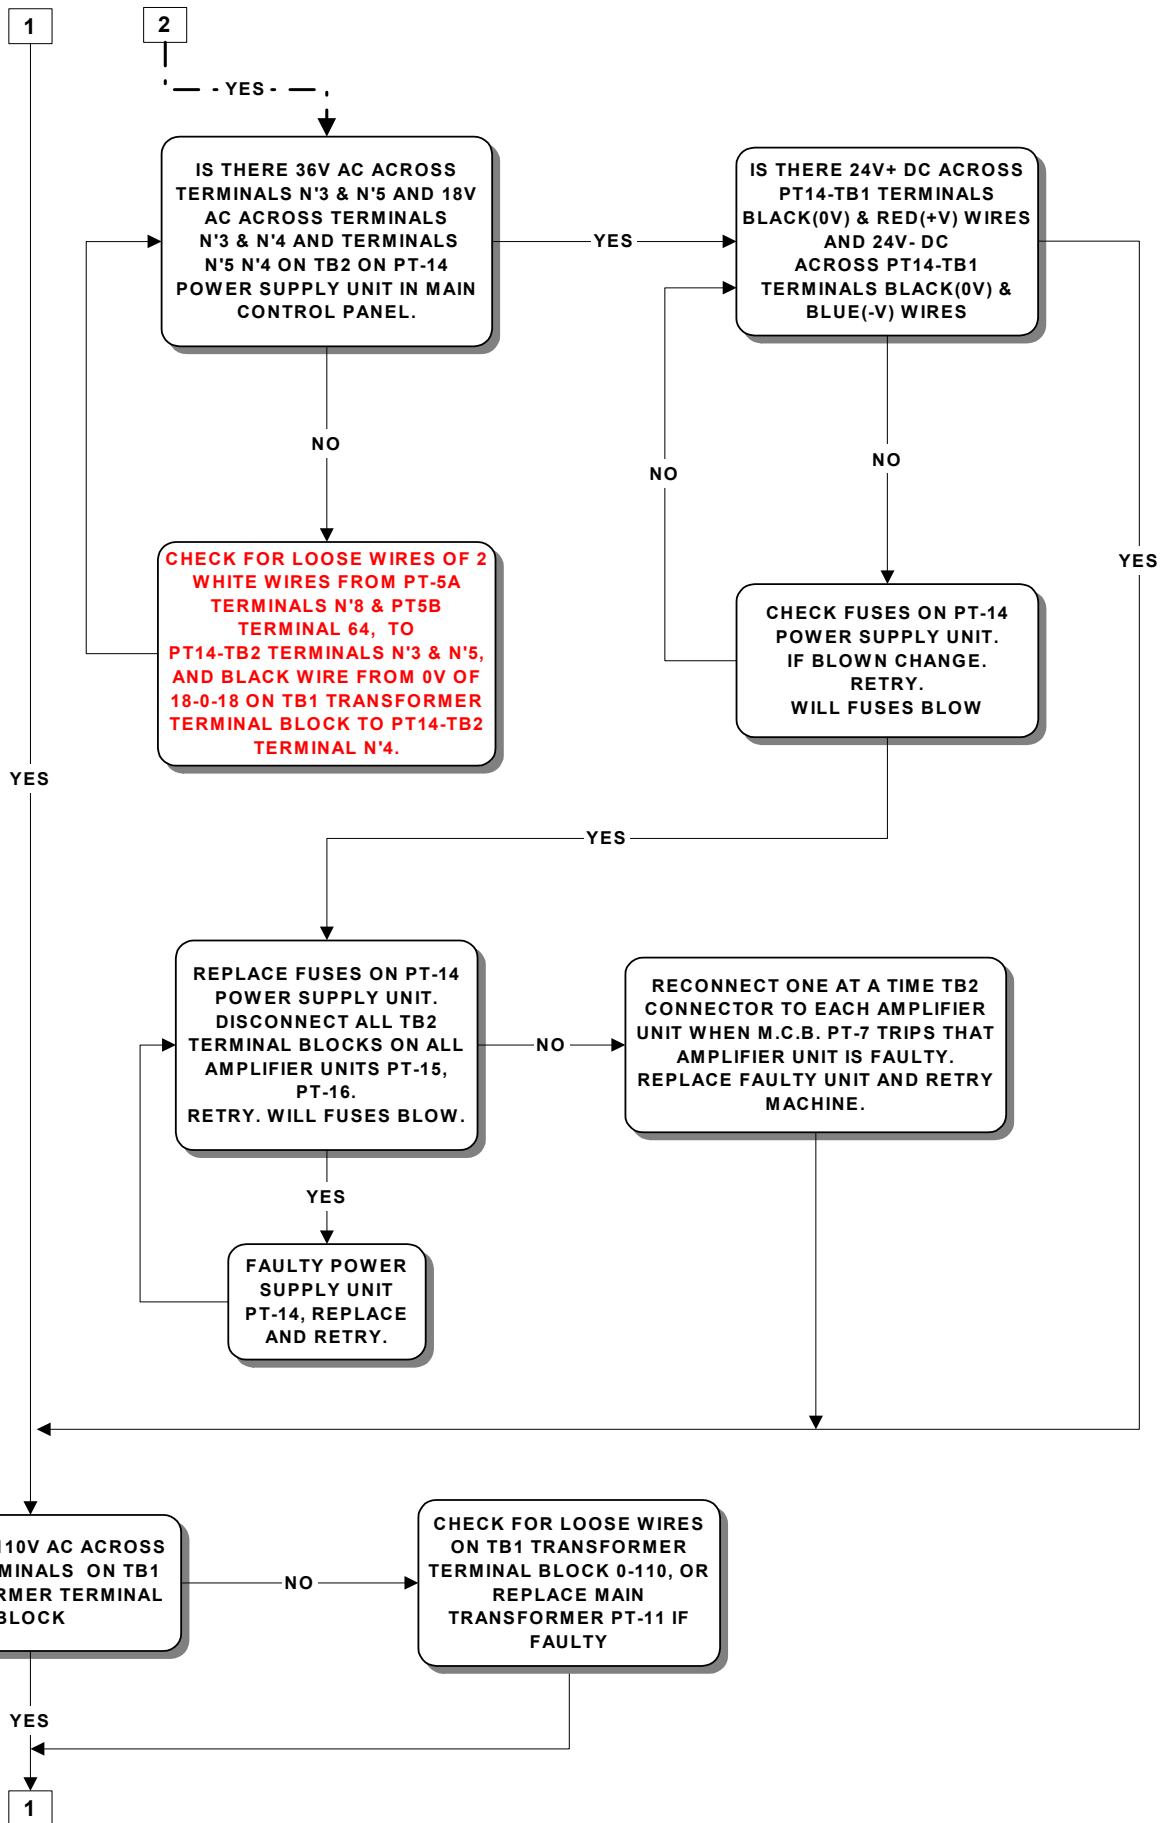 1
2
YES
IS THERE 36V AC ACROSS
TERMINALS N'3 & N'5 AND 18V
AC ACROSS TERMINALS
N'3 & N'4 AND TERMINALS
N'5 N'4 ON TB2 ON PT-14
POWER SUPPLY UNIT IN MAIN
CONTROL PANEL.
YES
IS THERE 24V+ DC ACROSS
PT14-TB1 TERMINALS
BLACK(0V) & RED(+V) WIRES
AND 24V- DC
ACROSS PT14-TB1
TERMINALS BLACK(0V) &
BLUE(-V) WIRES
NO
NO
NO
YES
CHECK FOR LOOSE WIRES OF 2
WHITE WIRES FROM PT-5A
TERMINALS N'8 & PT5B
TERMINAL 64, TO
PT14-TB2 TERMINALS N'3 & N'5,
AND BLACK WIRE FROM 0V OF
18-0-18 ON TB1 TRANSFORMER
TERMINAL BLOCK TO PT14-TB2
TERMINAL N'4.
CHECK FUSES ON PT-14
POWER SUPPLY UNIT.
IF BLOWN CHANGE.
RETRY.
WILL FUSES BLOW
YES
YES
REPLACE FUSES ON PT-14
POWER SUPPLY UNIT.
DISCONNECT ALL TB2
TERMINAL BLOCKS ON ALL
AMPLIFIER UNITS PT-15,
PT-16.
RETRY. WILL FUSES BLOW.
NO
RECONNECT ONE AT A TIME TB2
CONNECTOR TO EACH AMPLIFIER
UNIT WHEN M.C.B. PT-7 TRIPS THAT
AMPLIFIER UNIT IS FAULTY.
REPLACE FAULTY UNIT AND RETRY
MACHINE.
YES
FAULTY POWER
SUPPLY UNIT
PT-14, REPLACE
AND RETRY.
110V AC ACROSS
MINALS ON TB1
RMER TERMINAL
BLOCK
NO
CHECK FOR LOOSE WIRES
ON TB1 TRANSFORMER
TERMINAL BLOCK 0-110, OR
REPLACE MAIN
TRANSFORMER PT-11 IF
FAULTY
YES
1